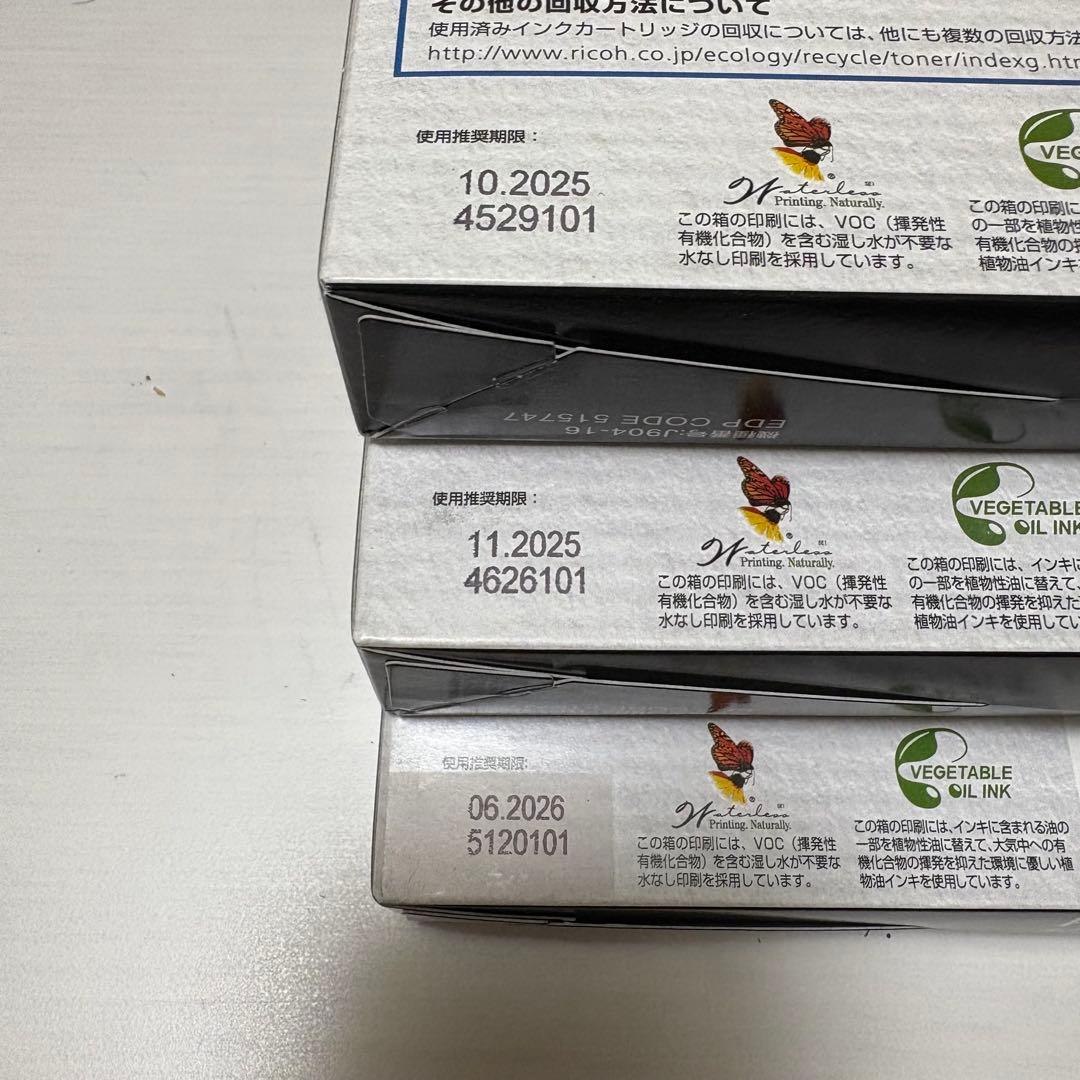 その他の回収方法について
使用済みインクカートリッジの回収については、他にも複数の回収方法
http://www.ricoh.co.jp/ecology/recycle/toner/indexg.htm
使用推奨期限：
10.2025
4529101
Waterless
Printing. Naturally.
この箱の印刷には、VOC（揮発性
有機化合物）を含む湿し水が不要な
水なし印刷を採用しています。
VEGE
この箱の印刷に
の一部を植物性
有機化合物の揮
植物油インキ
機種番号:J904-16
EDP CODE 515747
使用推奨期限：
11.2025
4626101
Waterless
Printing. Naturally.
この箱の印刷には、VOC（揮発性
有機化合物）を含む湿し水が不要な
水なし印刷を採用しています。
VEGETABLE
OIL INK
この箱の印刷には、インキに
の一部を植物性油に替えて、
有機化合物の揮発を抑えた
植物油インキを使用してい
使用推奨期限:
06.2026
5120101
Waterless
Printing. Naturally.
この箱の印刷には、VOC（揮発性
有機化合物）を含む湿し水が不要な
水なし印刷を採用しています。
VEGETABLE
OIL INK
この箱の印刷には、インキに含まれる油の
一部を植物性油に替えて、大気中への有
機化合物の揮発を抑えた環境に優しい植
物油インキを使用しています。